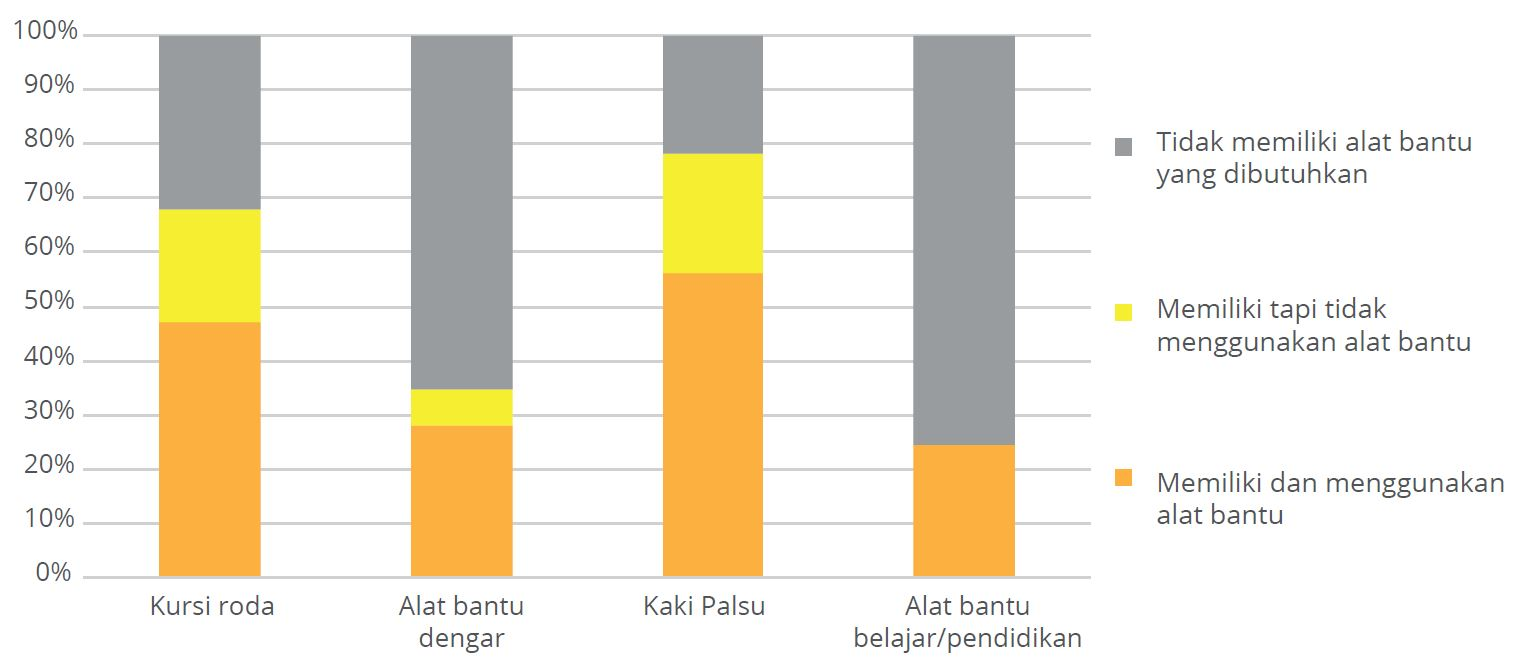 100%
90%
80%
70%
60%
50%
40%
30%
20%
10%
0%
Kursi roda
Alat bantu
dengar
Kaki Palsu
Alat bantu
belajar/pendidikan
Tidak memiliki alat bantu
yang dibutuhkan
Memiliki tapi tidak
menggunakan alat bantu
Memiliki dan menggunakan
alat bantu